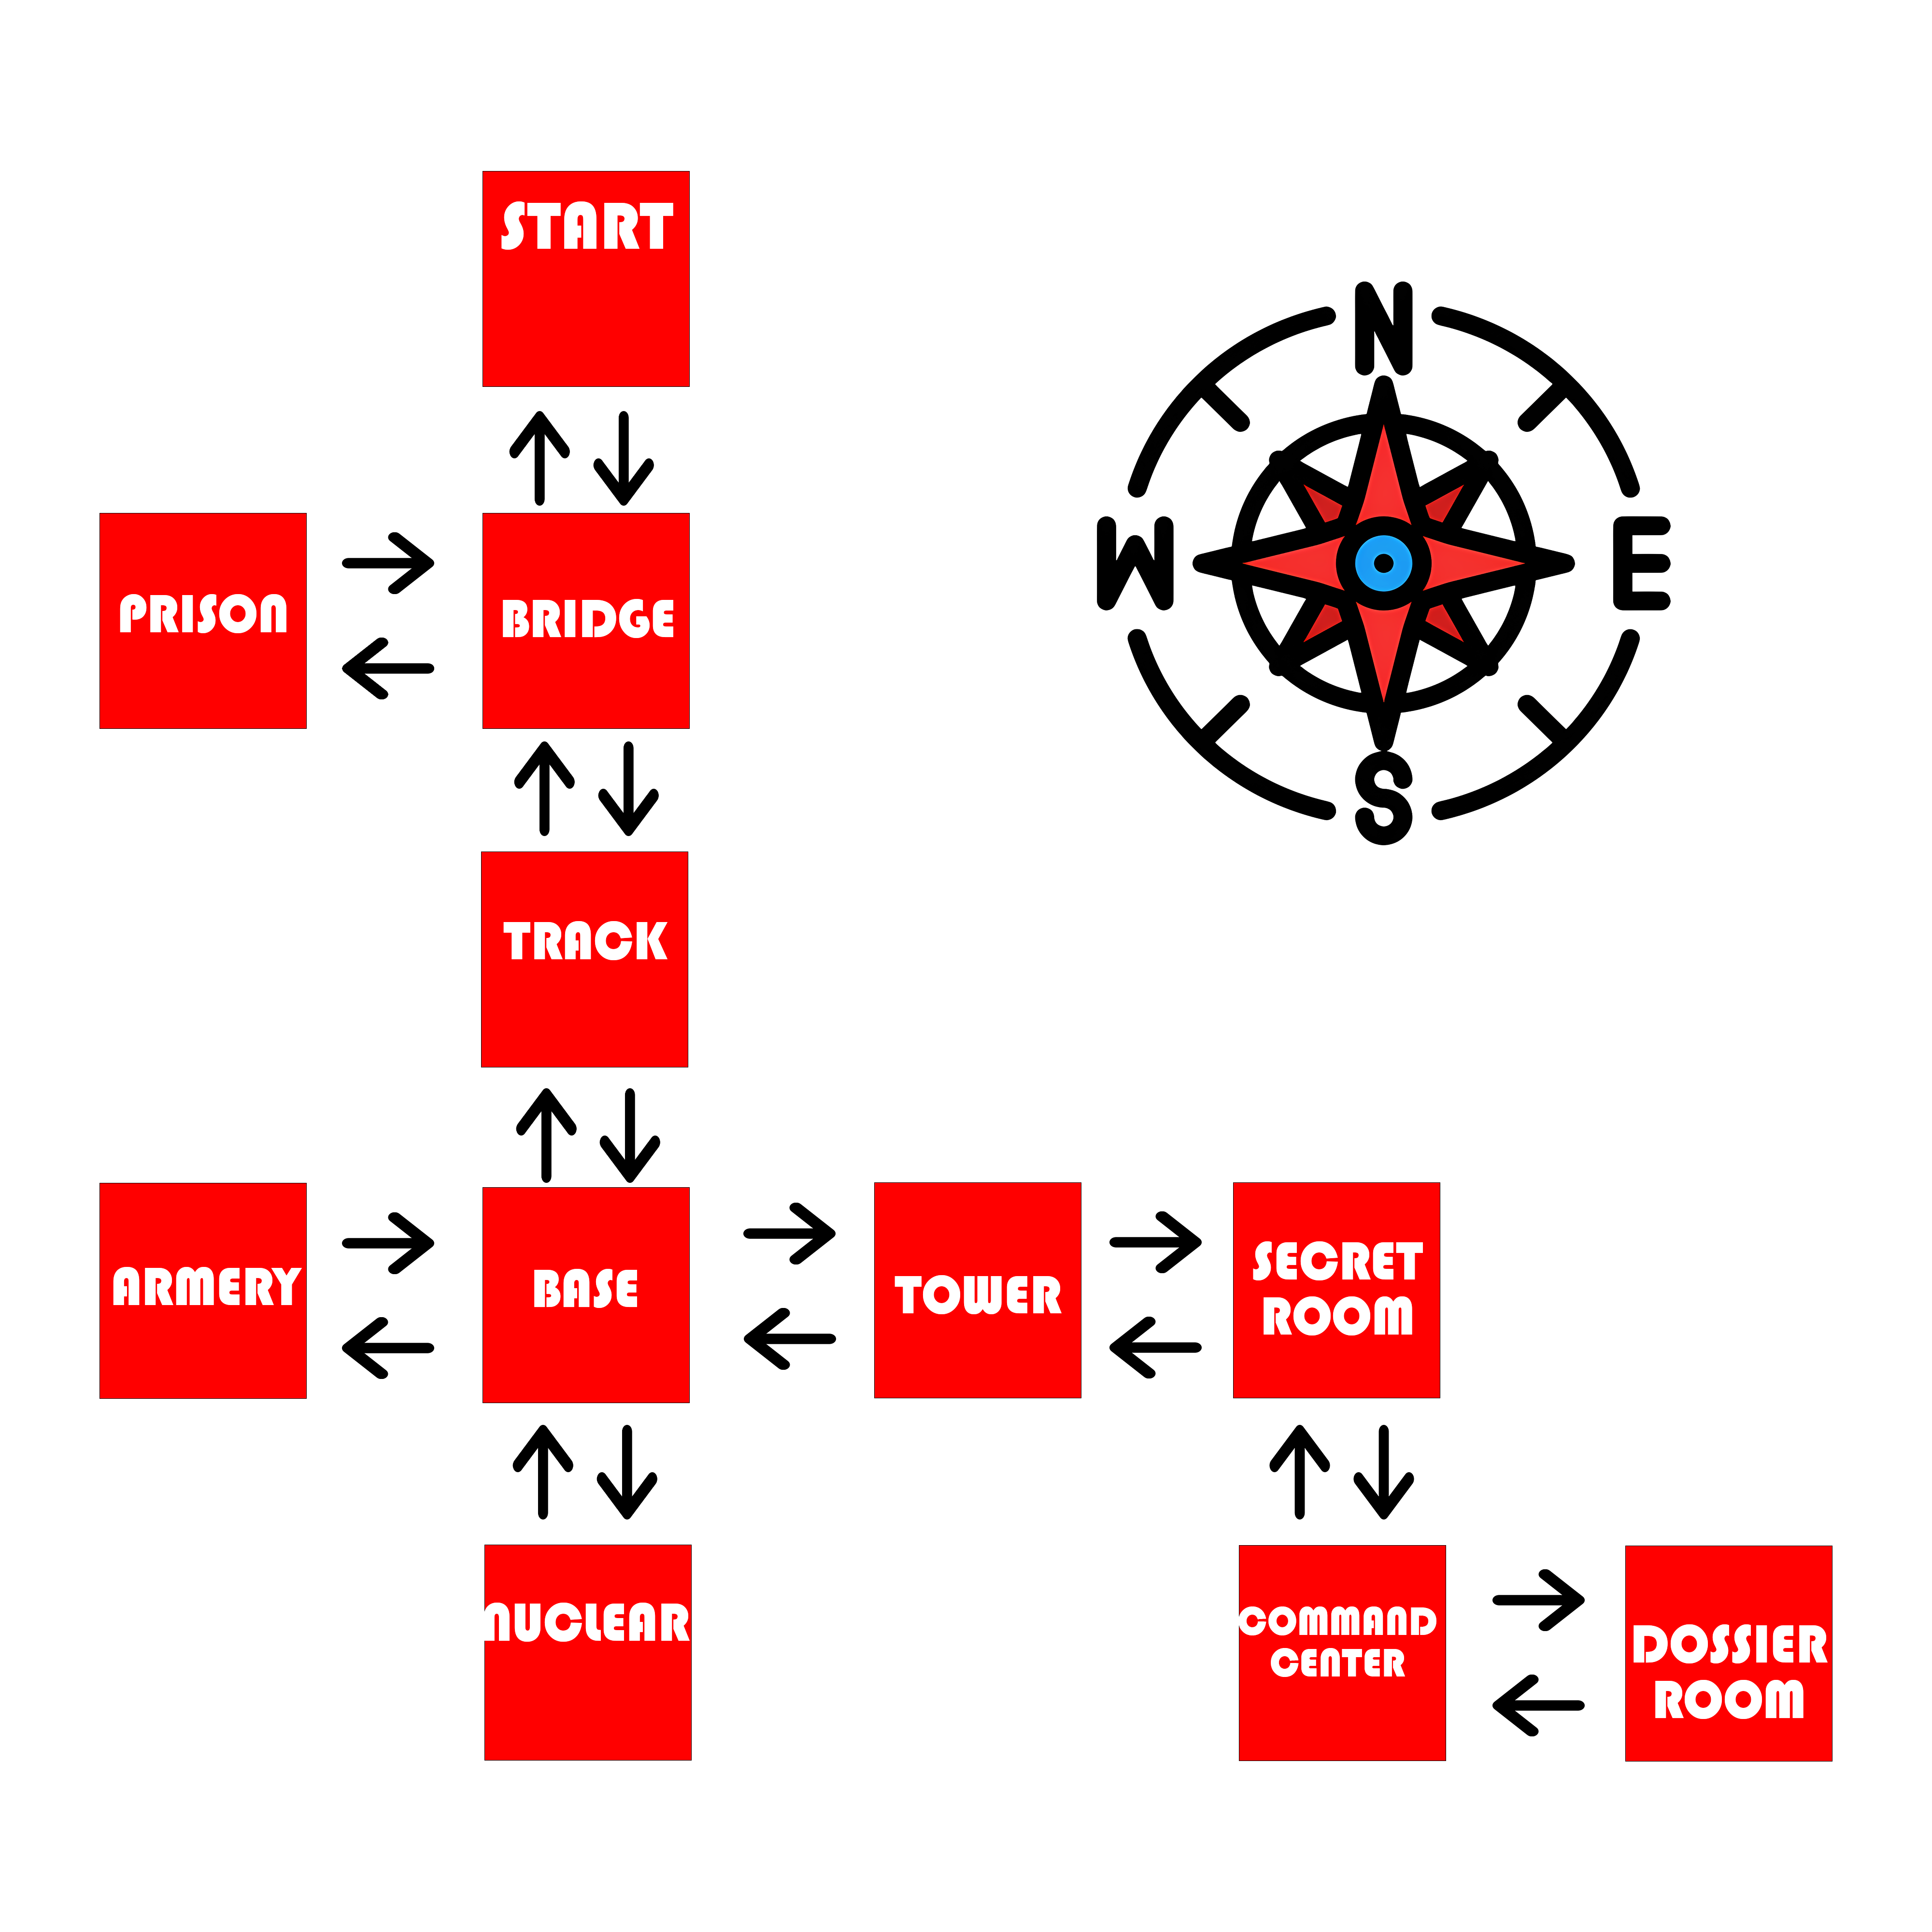 START
N
PRISON
BRIDGE
W
E
S
TRACK
ARMERY
BASE
TOWER
SECRET
ROOM
NUCLEAR
COMMAND
CENTER
DOSSIER
ROOM